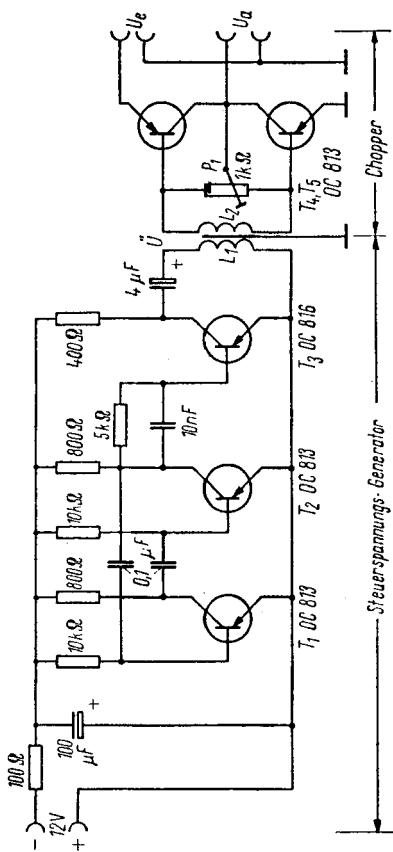 100Ω
−
12V
+
100
μF
+
10kΩ
800Ω
10kΩ
800Ω
400Ω
0,1 μF
5kΩ
10nF
4 μF
+
T₁ OC 813
T₂ OC 813
T₃ OC 816
Ü
L₁
L₂
P₁
1kΩ
T₄,T₅
OC 813
Uₑ
Uₐ
Steuerspannungs-Generator
Chopper